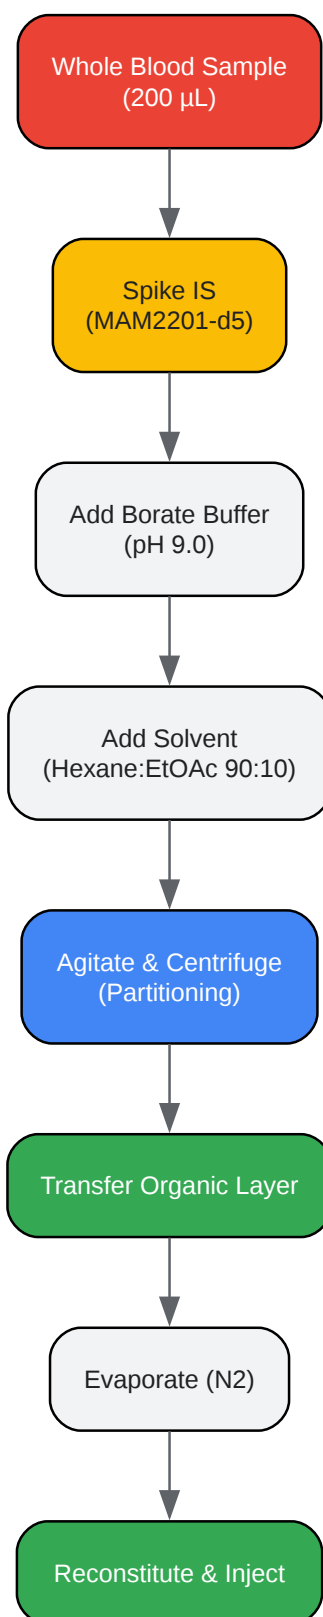 Whole Blood Sample
(200 µL)
Spike IS
(MAM2201-d5)
Add Borate Buffer
(pH 9.0)
Add Solvent
(Hexane:EtOAc 90:10)
Agitate & Centrifuge
(Partitioning)
Transfer Organic Layer
Evaporate (N2)
Reconstitute & Inject